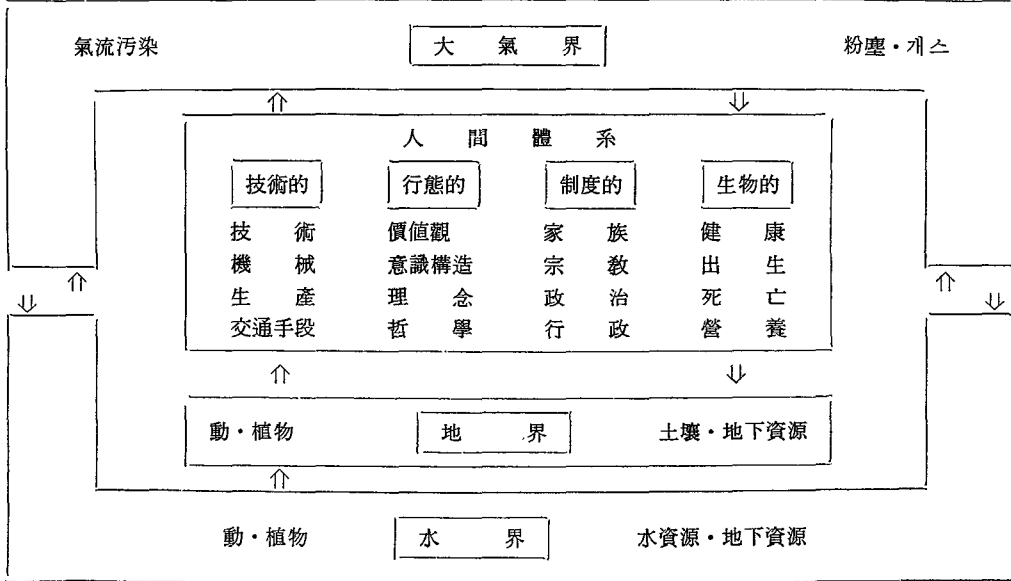 氣流汚染 大氣界 粉塵・개스
人間體系
技術的 行態的 制度的 生物的
技術 價値觀 家族 健康
機械 意識構造 宗教 出生
生產 理念 政治 死亡
交通手段 哲學 行政 營養
動・植物 地界 土壤・地下資源
動・植物 水界 水資源・地下資源